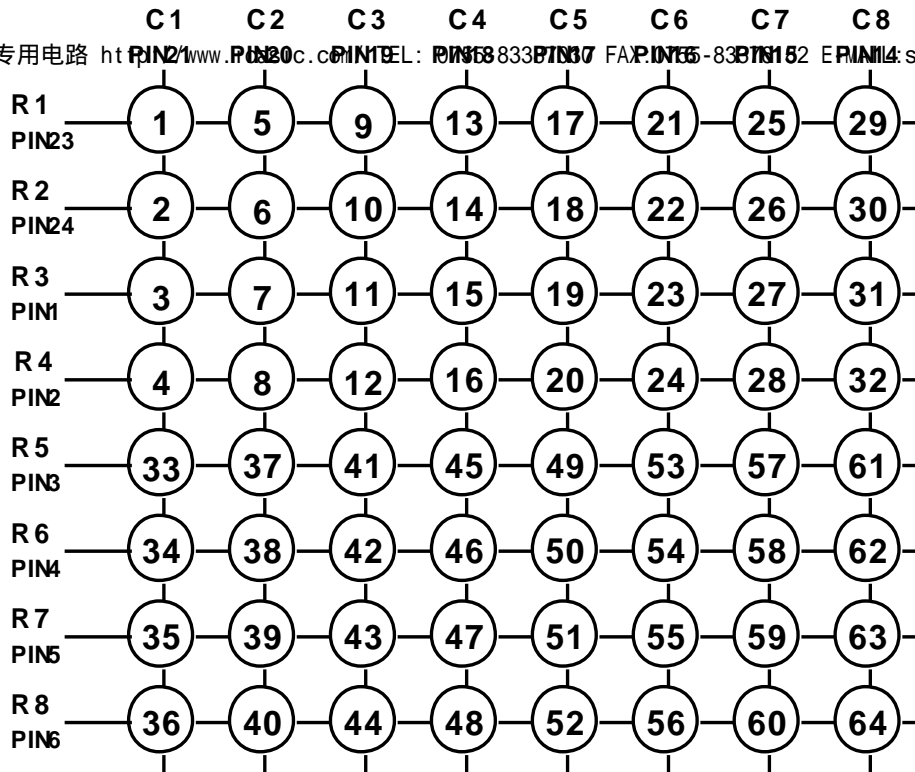 C1 C2 C3 C4 C5 C6 C7 C8
专用电路 PIN21 PIN20 PIN19 PIN18 PIN17 PIN16 PIN15 PIN14
R1
PIN23
1 5 9 13 17 21 25 29
R2
PIN24
2 6 10 14 18 22 26 30
R3
PIN1
3 7 11 15 19 23 27 31
R4
PIN2
4 8 12 16 20 24 28 32
R5
PIN3
33 37 41 45 49 53 57 61
R6
PIN4
34 38 42 46 50 54 58 62
R7
PIN5
35 39 43 47 51 55 59 63
R8
PIN6
36 40 44 48 52 56 60 64